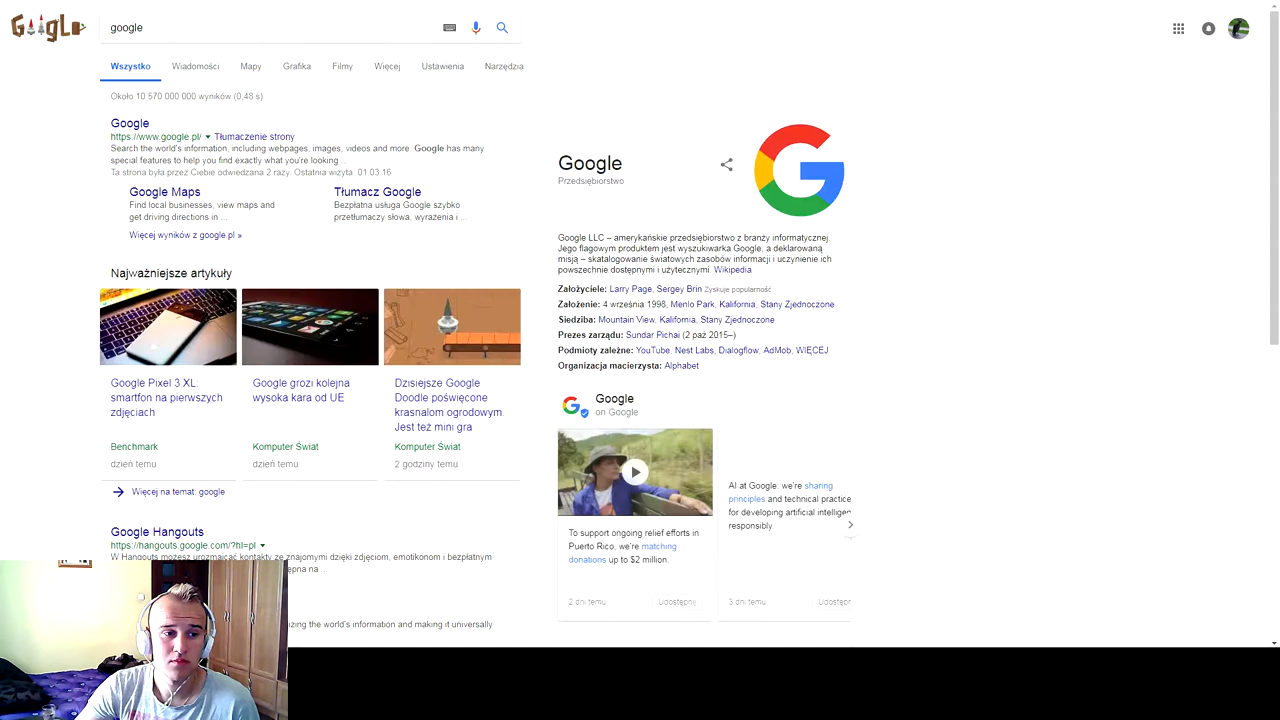 google
Wszystko Wiadomości Mapy Grafika Filmy Więcej Ustawienia Narzędzia
Około 10 570 000 000 wyników (0,48 s)
Google
https://www.google.pl/ Tłumaczenie strony
Search the world's information, including webpages, images, videos and more. Google has many
special features to help you find exactly what you're looking ...
Ta strona była przez Ciebie odwiedzana 2 razy. Ostatnia wizyta: 01.03.16
Google Maps
Find local businesses, view maps and
get driving directions in ...
Tłumacz Google
Bezpłatna usługa Google szybko
przetłumaczy słowa, wyrażenia i ...
Więcej wyników z google.pl »
Najważniejsze artykuły
Google Pixel 3 XL:
smartfon na pierwszych
zdjęciach
Benchmark
dzień temu
Google grozi kolejna
wysoka kara od UE
Komputer Świat
dzień temu
Dzisiejsze Google
Doodle poświęcone
krasnalom ogrodowym.
Jest też mini gra
Komputer Świat
2 godziny temu
Więcej na temat: google
Google Hangouts
https://hangouts.google.com/?hl=pl
W Hangouts możesz urozmaicać kontakty ze znajomymi dzięki zdjęciom, emotikonom i bezpłatnym
izing the world's information and making it universally
Google
Przedsiębiorstwo
Google LLC – amerykańskie przedsiębiorstwo z branży informatycznej.
Jego flagowym produktem jest wyszukiwarka Google, a deklarowaną
misją – skatalogowanie światowych zasobów informacji i uczynienie ich
powszechnie dostępnymi i użytecznymi. Wikipedia
Założyciele: Larry Page, Sergey Brin Zyskuje popularność
Założenie: 4 września 1998, Menlo Park, Kalifornia, Stany Zjednoczone
Siedziba: Mountain View, Kalifornia, Stany Zjednoczone
Prezes zarządu: Sundar Pichai (2 paź 2015–)
Podmioty zależne: YouTube, Nest Labs, Dialogflow, AdMob, WIĘCEJ
Organizacja macierzysta: Alphabet
Google
on Google
To support ongoing relief efforts in
Puerto Rico, we're matching
donations up to $2 million.
2 dni temu Udostępnij
AI at Google: we're sharing
principles and technical practice
for developing artificial intelligen
responsibly.
3 dni temu Udostępr